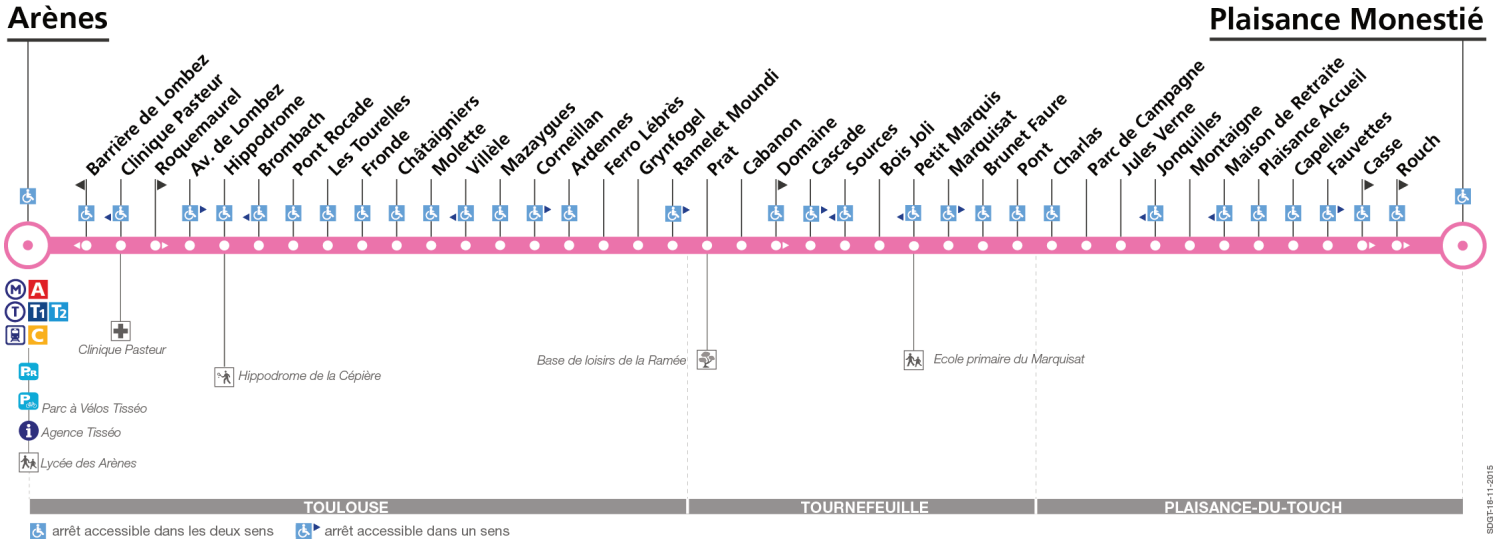 Arènes
Plaisance Monestié
Barrière de Lombez
Clinique Pasteur
Roquemaurel
Av. de Lombez
Hippodrome
Brombach
Pont Rocade
Les Tourelles
Fronde
Châtaigniers
Molette
Villèle
Mazaygues
Corneillan
Ardennes
Ferro Lébrès
Grynfogel
Ramelet Moundi
Prat
Cabanon
Domaine
Cascade
Sources
Bois Joli
Petit Marquis
Marquisat
Brunet Faure
Pont
Charlas
Parc de Campagne
Jules Verne
Jonquilles
Montaigne
Maison de Retraite
Plaisance Accueil
Capelles
Fauvettes
Casse
Rouch
M A
T T1 T2
C
Clinique Pasteur
Hippodrome de la Cépière
Base de loisirs de la Ramée
Ecole primaire du Marquisat
P+R
P
Parc à Vélos Tisséo
i Agence Tisséo
Lycée des Arènes
TOULOUSE
TOURNEFEUILLE
PLAISANCE-DU-TOUCH
arrêt accessible dans les deux sens
arrêt accessible dans un sens
SDGT-18-11-2015